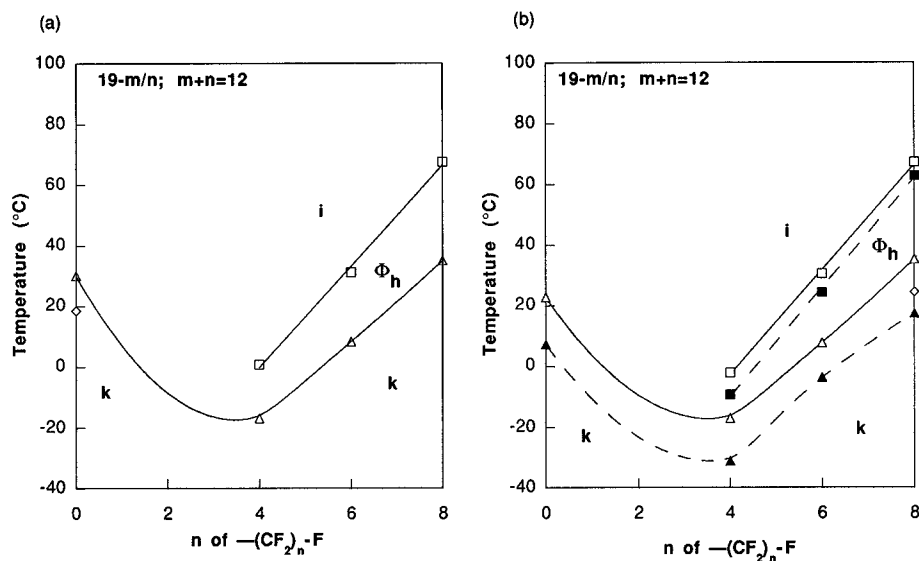 (a)
100
80
60
40
20
0
-20
-40
Temperature (°C)
19-m/n; m+n=12
i
Φh
k
k
0 2 4 6 8
n of —(CF2)n-F
(b)
100
80
60
40
20
0
-20
-40
Temperature (°C)
19-m/n; m+n=12
i
Φh
k
k
0 2 4 6 8
n of —(CF2)n-F